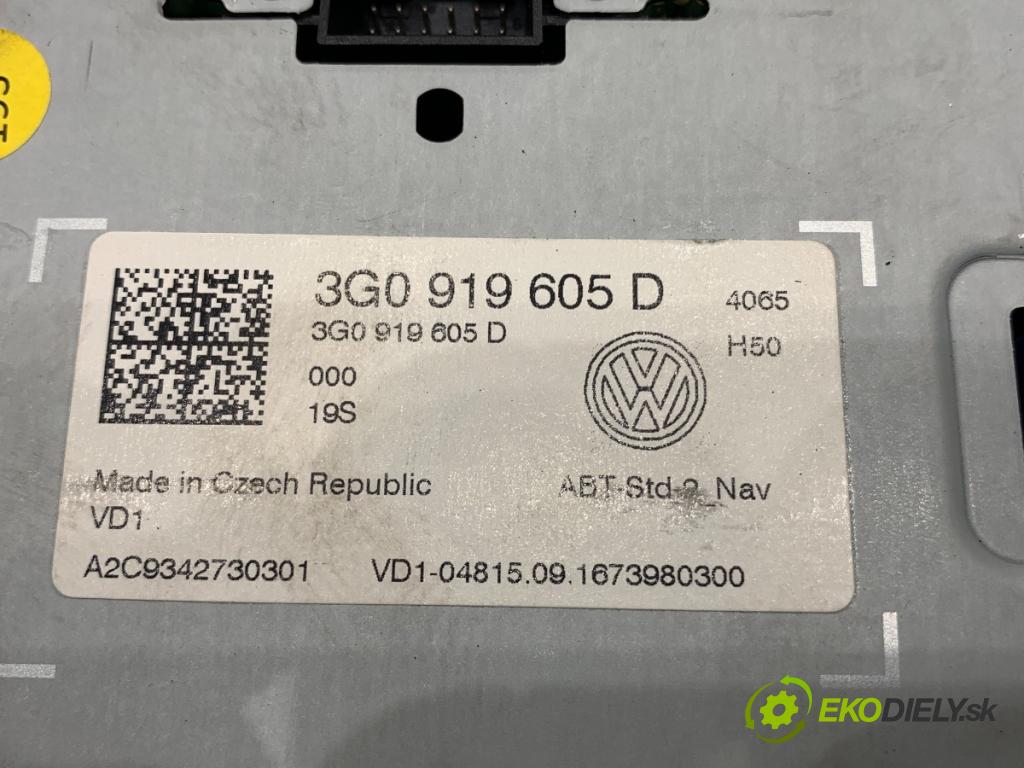 CCT
3G0 919 605 D
4065
3G0 919 605 D
H50
000
19S
Made in Czech Republic
ABT-Std-2_Nav
VD1
A2C9342730301
VD1-04815.09.1673980300
EKODIELY.sk